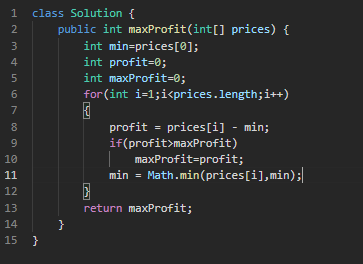 1 class Solution {
2     public int maxProfit(int[] prices) {
3         int min=prices[0];
4         int profit=0;
5         int maxProfit=0;
6         for(int i=1;i<prices.length;i++)
7         {
8             profit = prices[i] - min;
9             if(profit>maxProfit)
10                 maxProfit=profit;
11             min = Math.min(prices[i],min);
12         }
13         return maxProfit;
14     }
15 }